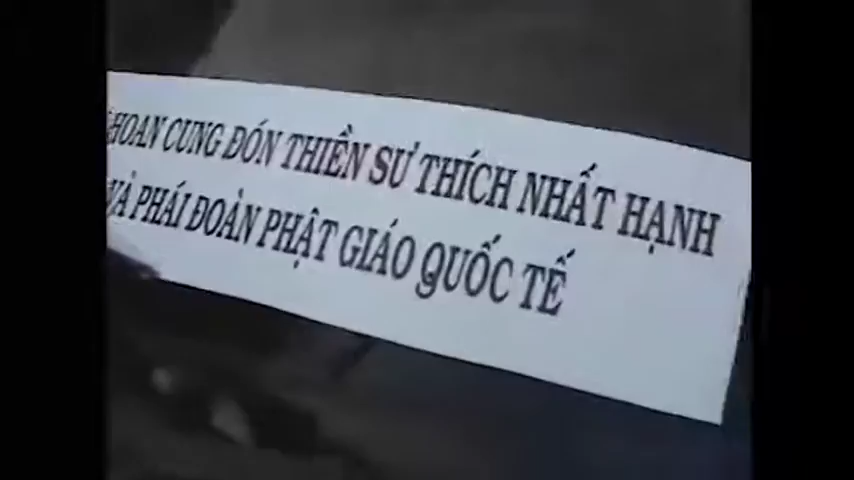 HOAN CUNG ĐÓN THIỀN SƯ THÍCH NHẤT HẠNH
VÀ PHÁI ĐOÀN PHẬT GIÁO QUỐC TẾ